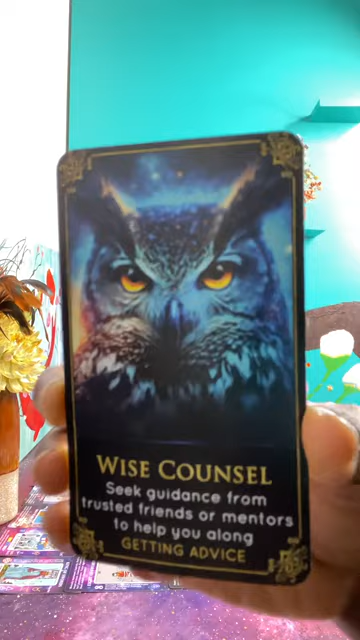 WISE COUNSEL
Seek guidance from
trusted friends or mentors
to help you along
GETTING ADVICE